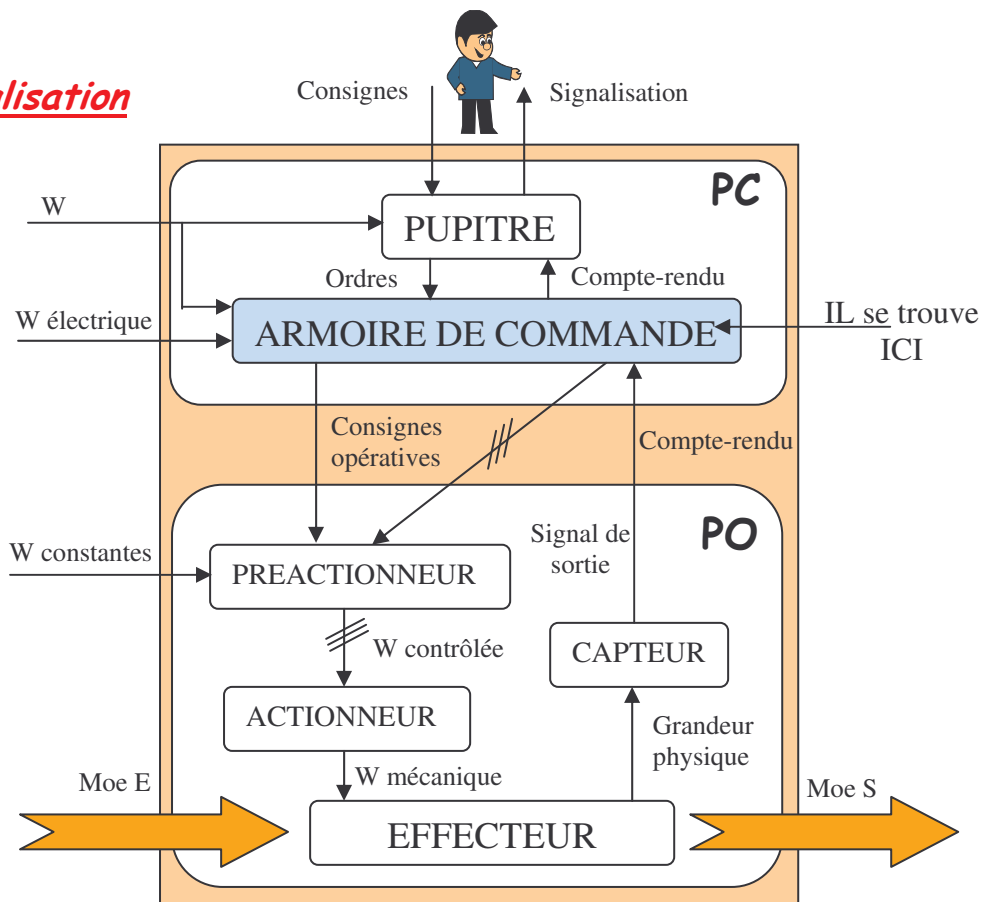 alisation
Consignes
Signalisation
PC
W
PUPITRE
Ordres
Compte-rendu
W électrique
ARMOIRE DE COMMANDE
IL se trouve
ICI
Consignes
opératives
Compte-rendu
PO
Signal de
sortie
W constantes
PREACTIONNEUR
W contrôlée
CAPTEUR
ACTIONNEUR
Grandeur
physique
W mécanique
Moe E
Moe S
EFFECTEUR